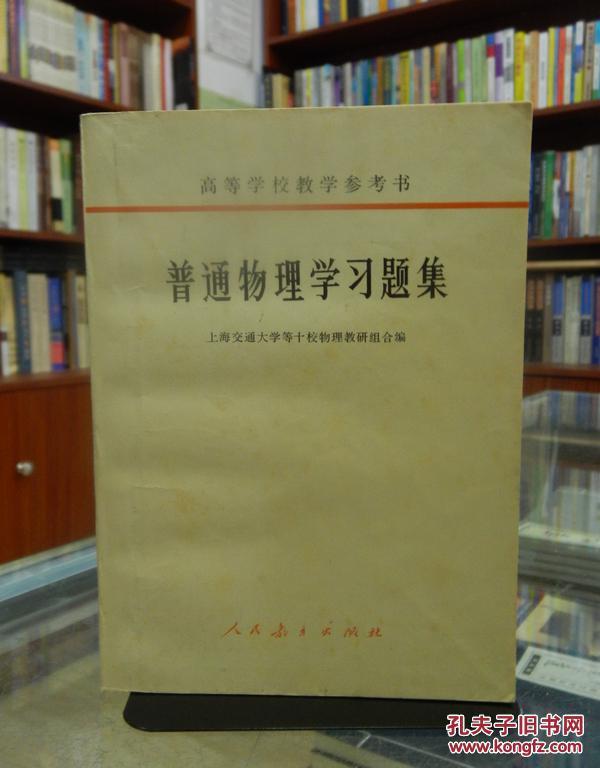 高等学校教学参考书
普通物理学习题集
上海交通大学等十校物理教研组合编
人民教育出版社
孔夫子旧书网
www.kongfz.com